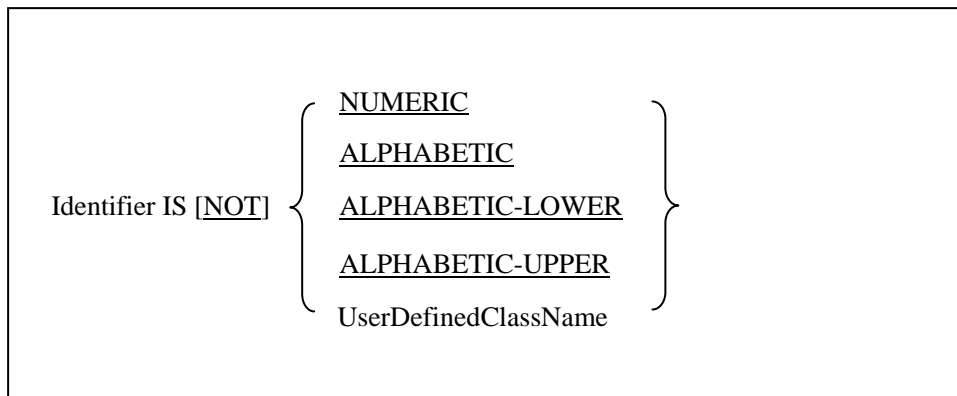 NUMERIC
ALPHABETIC
Identifier IS [NOT] ALPHABETIC-LOWER
ALPHABETIC-UPPER
UserDefinedClassName